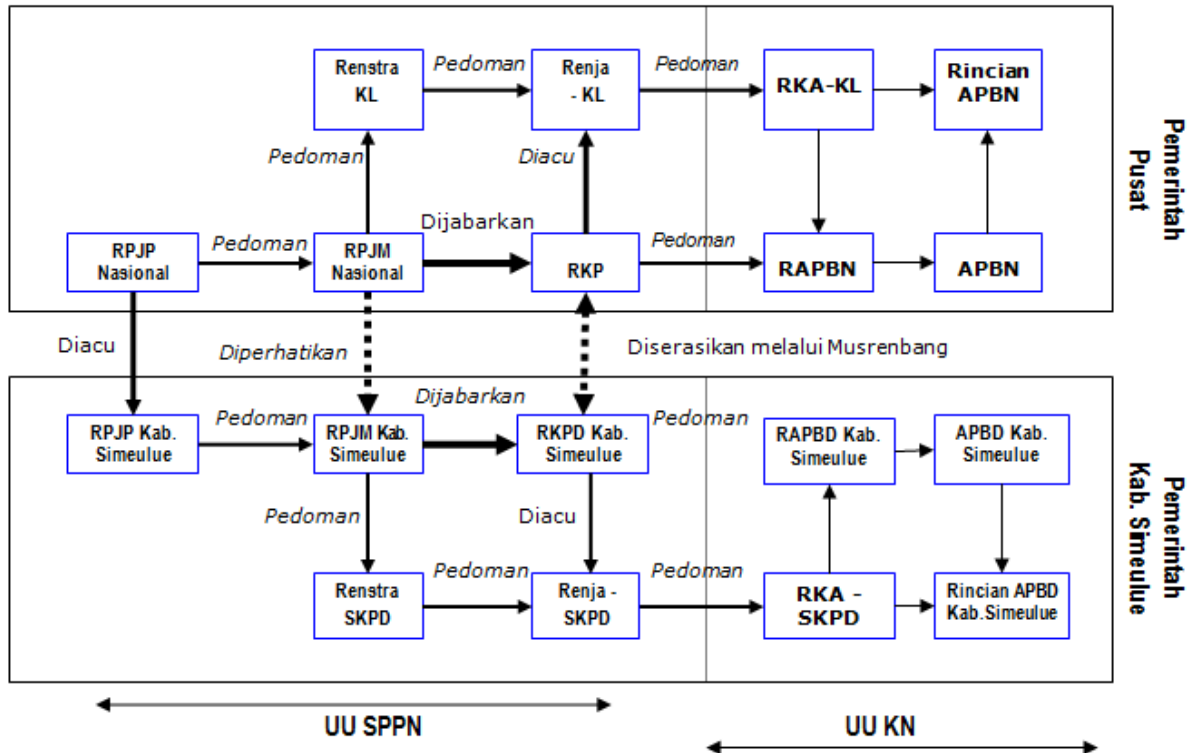 Renstra
KL
Pedoman
Renja
- KL
Pedoman
RKA-KL
Rincian
APBN
Pedoman
Diacu
Dijabarkan
RPJP
Nasional
Pedoman
RPJM
Nasional
RKP
Pedoman
RAPBN
APBN
Pemerintah
Pusat
Diacu
Diperhatikan
Diserasikan melalui Musrenbang
Dijabarkan
RPJP Kab.
Simeulue
Pedoman
RPJM Kab.
Simeulue
RKPD Kab.
Simeulue
Pedoman
RAPBD Kab.
Simeulue
APBD Kab.
Simeulue
Pedoman
Diacu
Renstra
SKPD
Pedoman
Renja -
SKPD
Pedoman
RKA -
SKPD
Rincian APBD
Kab.Simeulue
Pemerintah
Kab. Simeulue
UU SPPN
UU KN